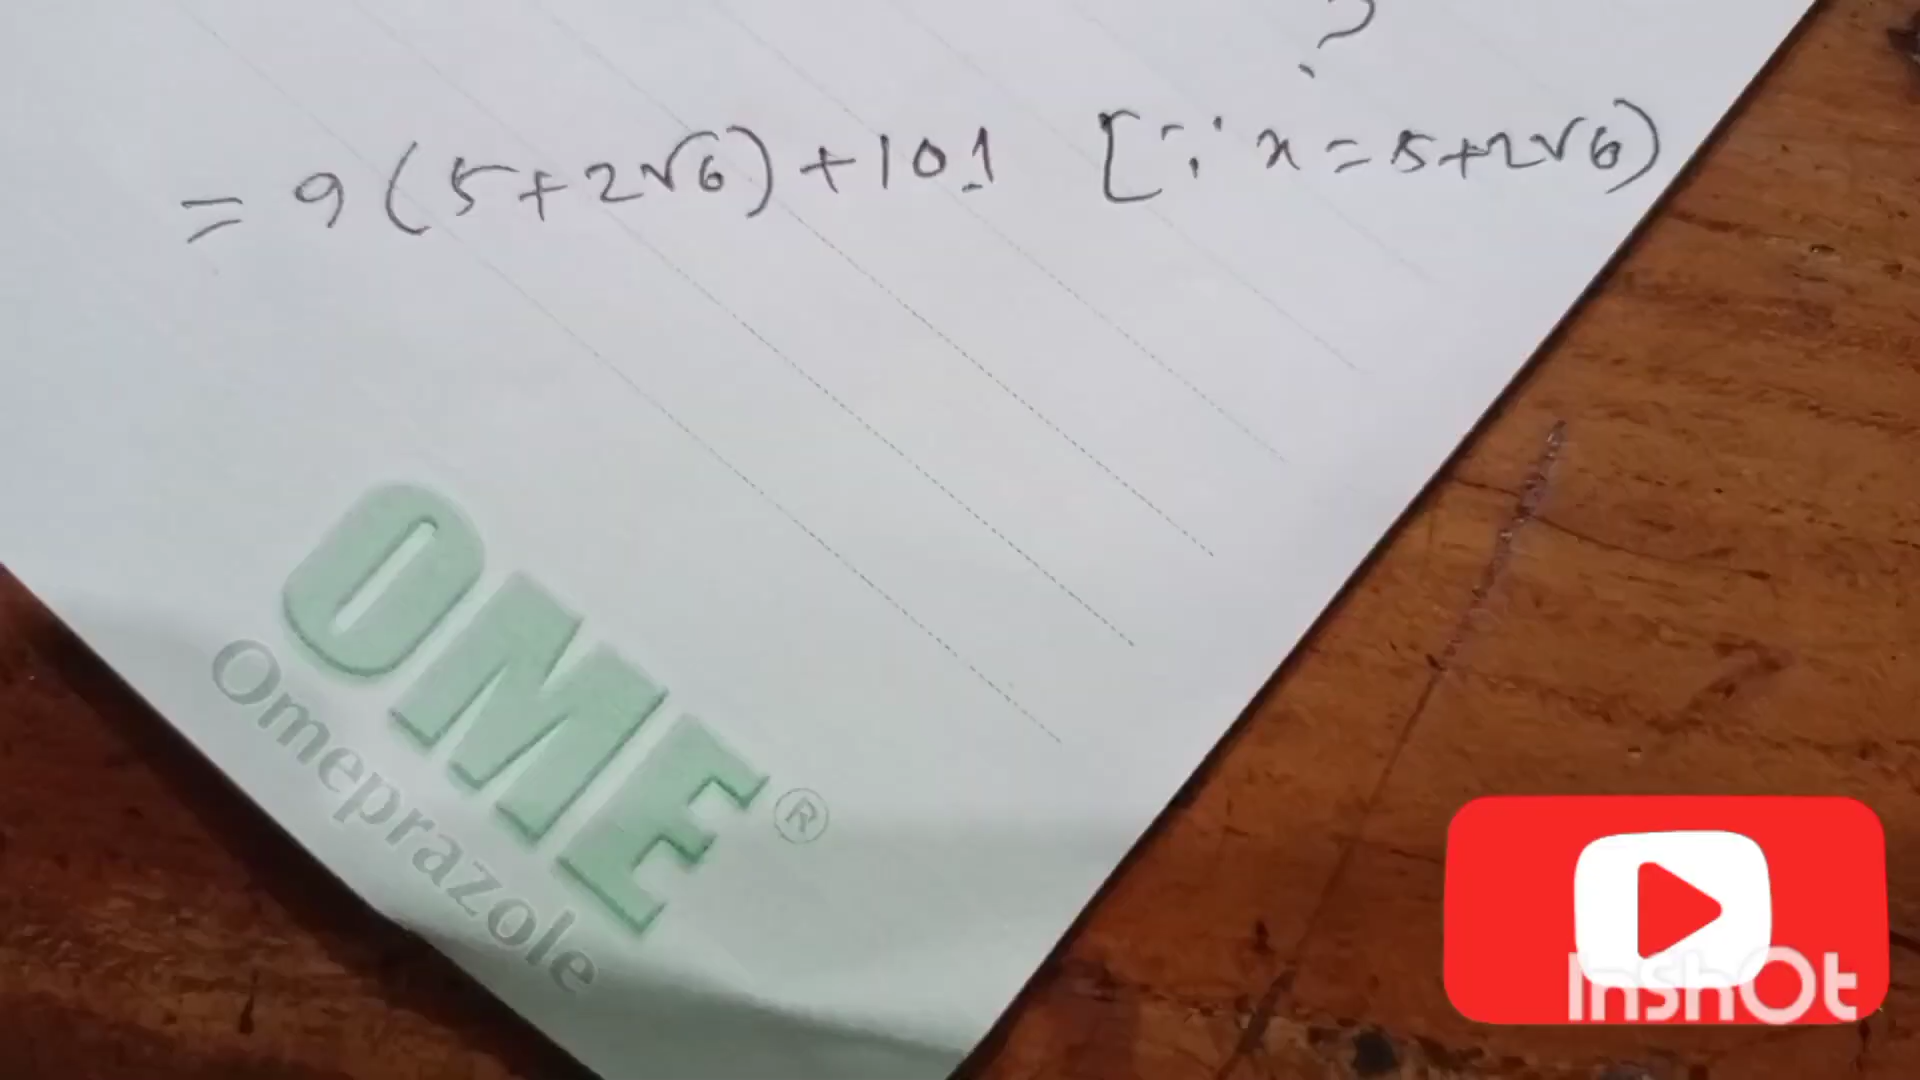 ?
= 9(5+2√6)+101 [∵ x=5+2√6)
OME®
Omeprazole
InshOt